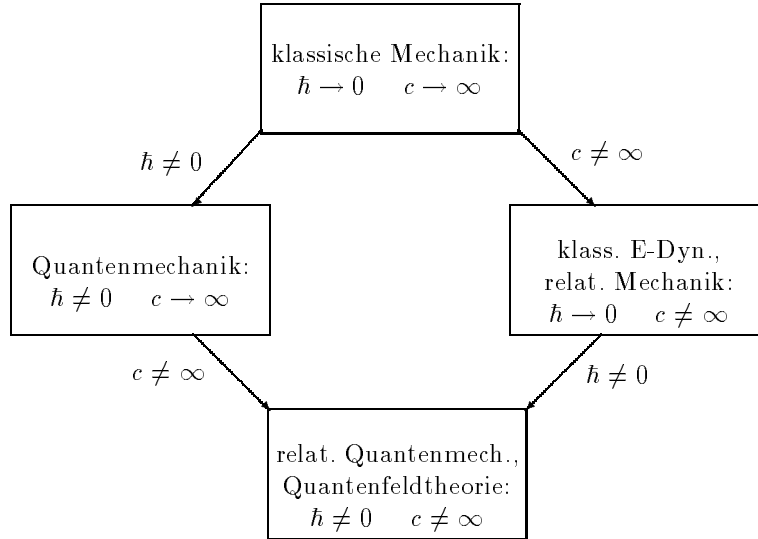 klassische Mechanik:
ℏ → 0 c → ∞
ℏ ≠ 0
c ≠ ∞
Quantenmechanik:
ℏ ≠ 0 c → ∞
klass. E-Dyn.,
relat. Mechanik:
ℏ → 0 c ≠ ∞
c ≠ ∞
ℏ ≠ 0
relat. Quantenmech.,
Quantenfeldtheorie:
ℏ ≠ 0 c ≠ ∞